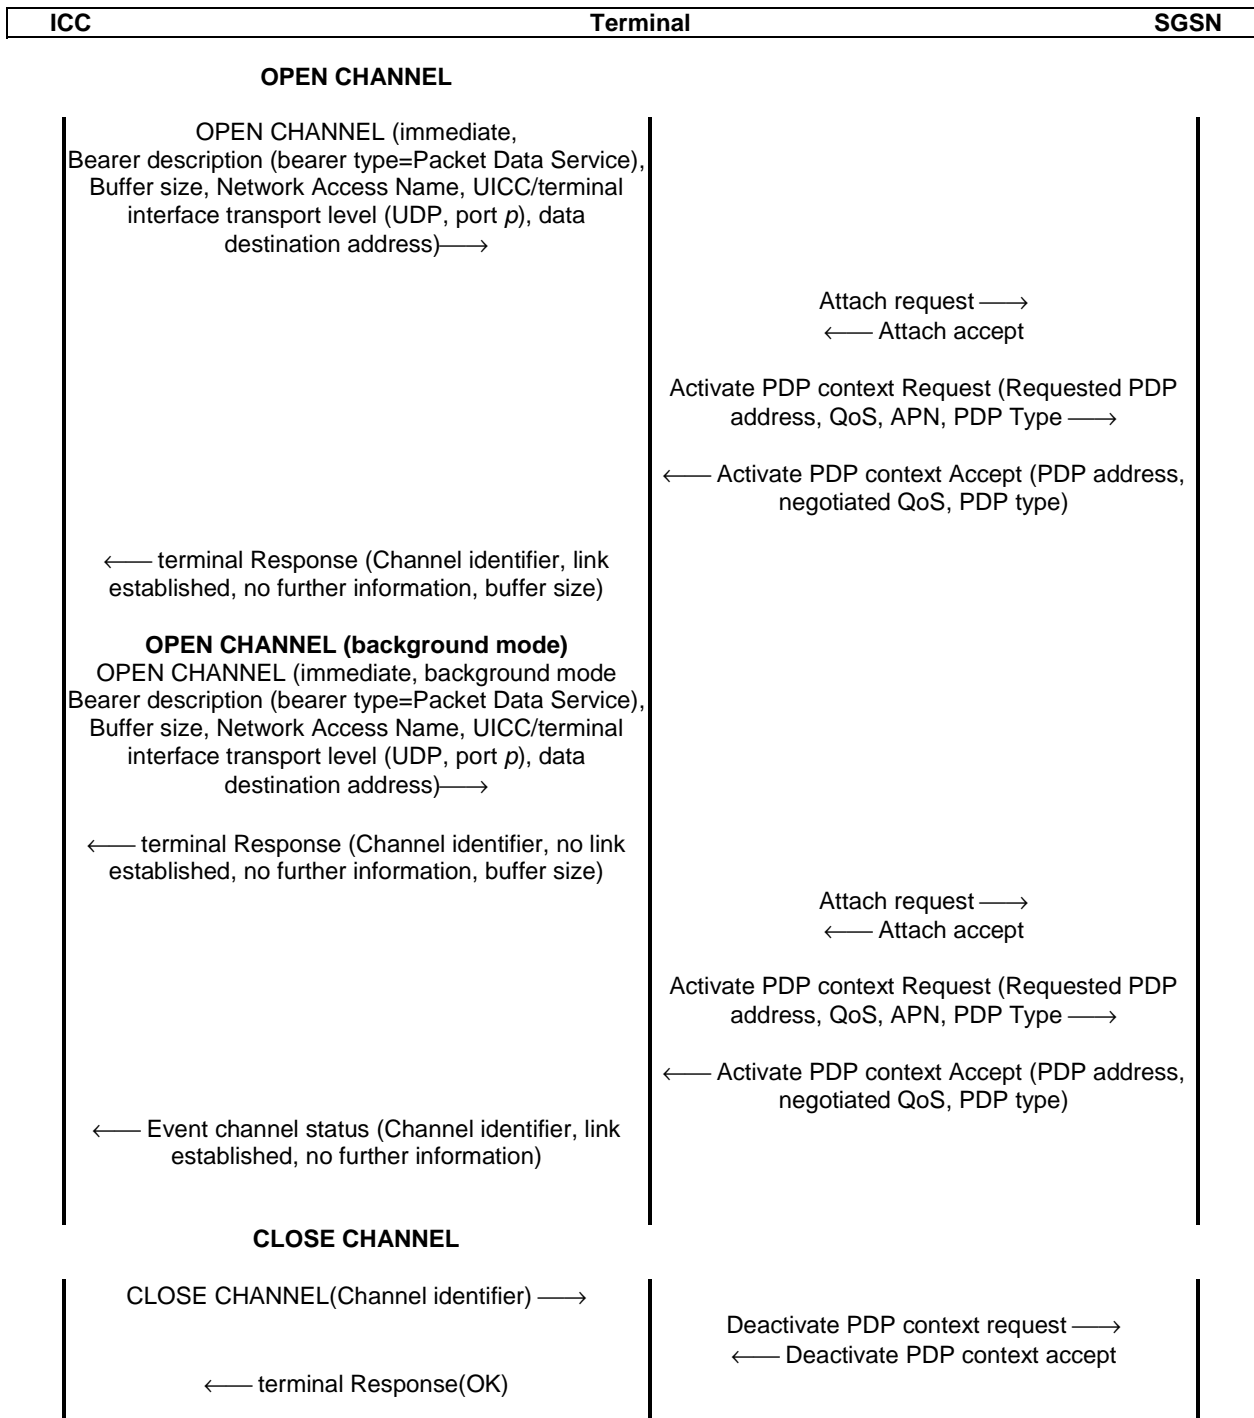 ICC Terminal SGSN
OPEN CHANNEL
OPEN CHANNEL (immediate,
Bearer description (bearer type=Packet Data Service),
Buffer size, Network Access Name, UICC/terminal
interface transport level (UDP, port p), data
destination address)⟶
Attach request ⟶
⟵ Attach accept
Activate PDP context Request (Requested PDP
address, QoS, APN, PDP Type ⟶
⟵ Activate PDP context Accept (PDP address,
negotiated QoS, PDP type)
⟵ terminal Response (Channel identifier, link
established, no further information, buffer size)
OPEN CHANNEL (background mode)
OPEN CHANNEL (immediate, background mode
Bearer description (bearer type=Packet Data Service),
Buffer size, Network Access Name, UICC/terminal
interface transport level (UDP, port p), data
destination address)⟶
⟵ terminal Response (Channel identifier, no link
established, no further information, buffer size)
Attach request ⟶
⟵ Attach accept
Activate PDP context Request (Requested PDP
address, QoS, APN, PDP Type ⟶
⟵ Activate PDP context Accept (PDP address,
negotiated QoS, PDP type)
⟵ Event channel status (Channel identifier, link
established, no further information)
CLOSE CHANNEL
CLOSE CHANNEL(Channel identifier) ⟶
Deactivate PDP context request ⟶
⟵ Deactivate PDP context accept
⟵ terminal Response(OK)